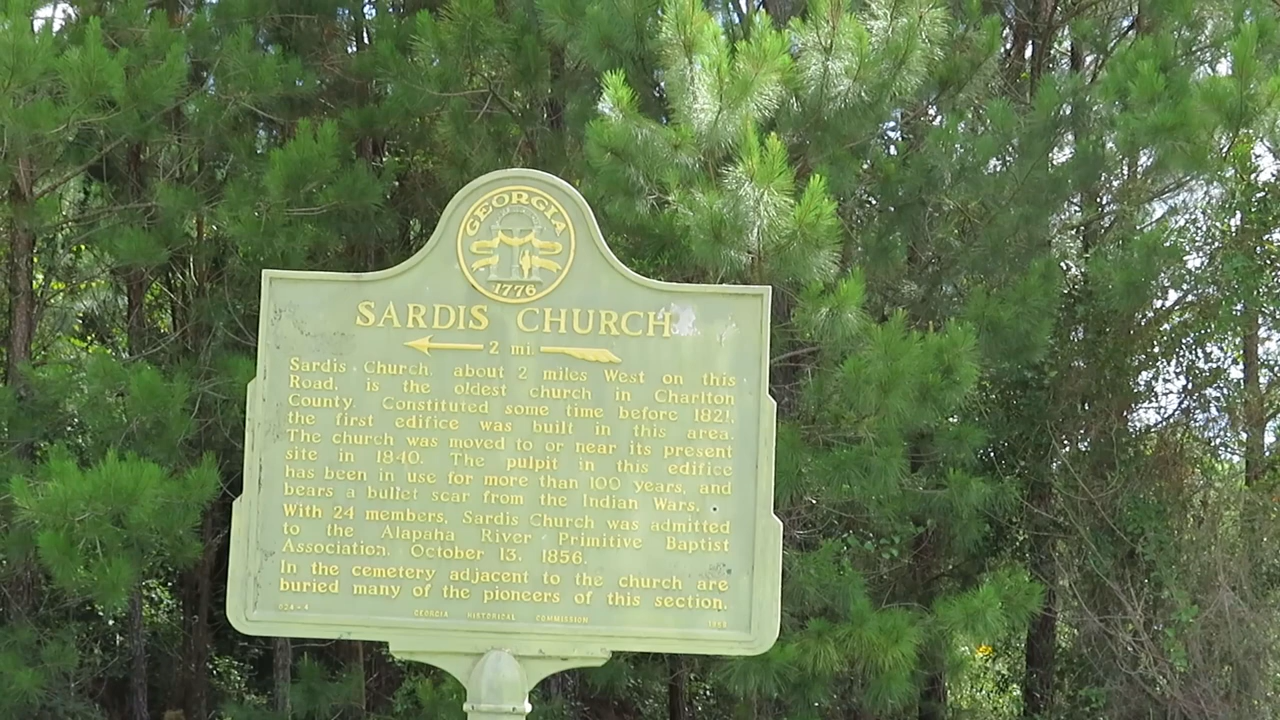 GEORGIA
1776
SARDIS CHURCH
2 mi.
Sardis Church, about 2 miles West on this
Road, is the oldest church in Charlton
County. Constituted some time before 1821,
the first edifice was built in this area.
The church was moved to or near its present
site in 1840. The pulpit in this edifice
has been in use for more than 100 years, and
bears a bullet scar from the Indian Wars.
With 24 members, Sardis Church was admitted
to the Alapaha River Primitive Baptist
Association, October 13, 1856.
In the cemetery adjacent to the church are
buried many of the pioneers of this section.
024-4 GEORGIA HISTORICAL COMMISSION